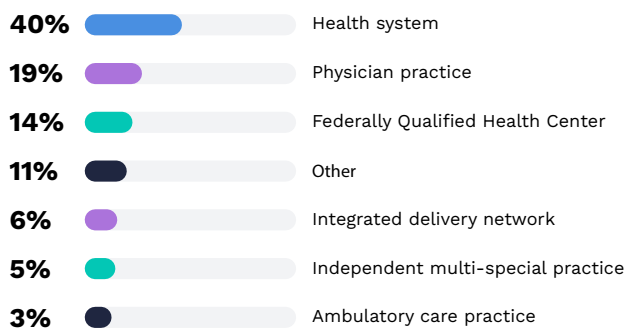 40% Health system
19% Physician practice
14% Federally Qualified Health Center
11% Other
6% Integrated delivery network
5% Independent multi-special practice
3% Ambulatory care practice